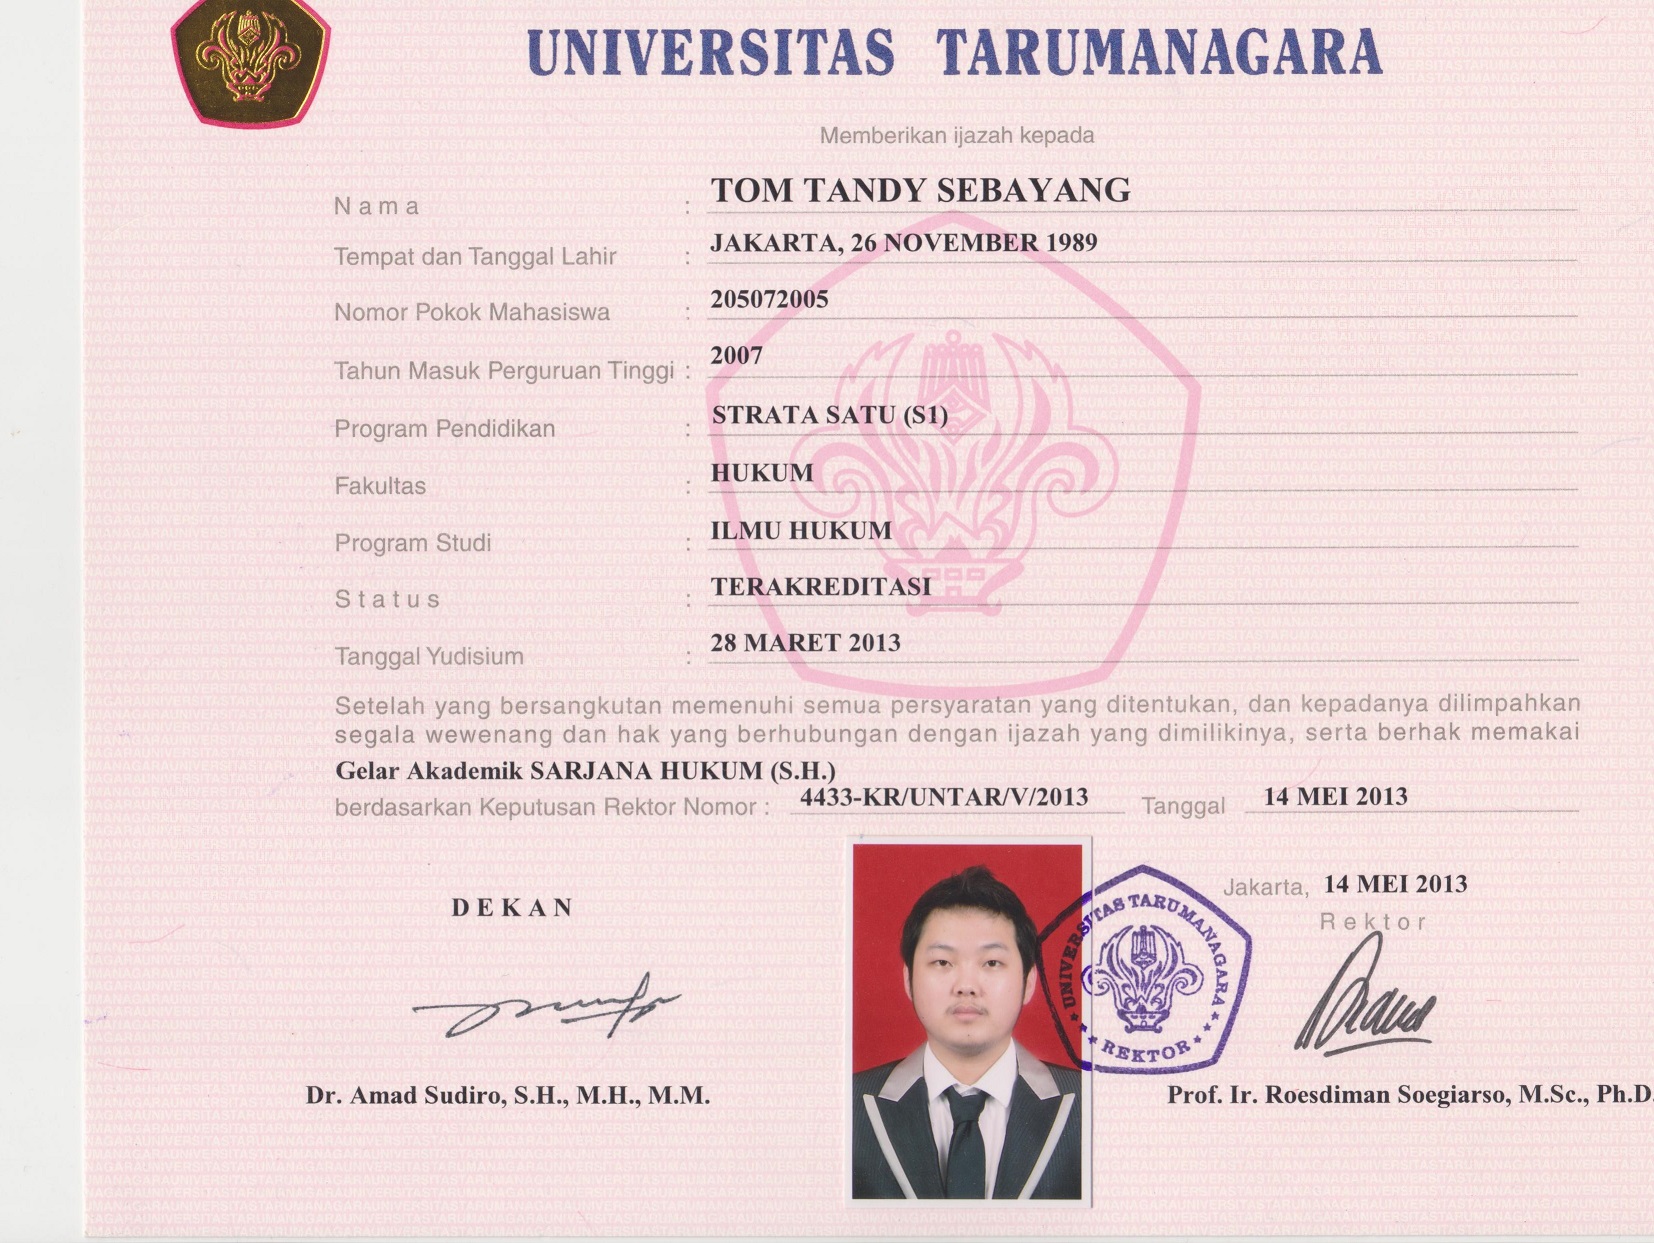 UNIVERSITAS TARUMANAGARA
Memberikan ijazah kepada
Nama : TOM TANDY SEBAYANG
Tempat dan Tanggal Lahir : JAKARTA, 26 NOVEMBER 1989
Nomor Pokok Mahasiswa : 205072005
Tahun Masuk Perguruan Tinggi : 2007
Program Pendidikan : STRATA SATU (S1)
Fakultas : HUKUM
Program Studi : ILMU HUKUM
Status : TERAKREDITASI
Tanggal Yudisium : 28 MARET 2013
Setelah yang bersangkutan memenuhi semua persyaratan yang ditentukan, dan kepadanya dilimpahkan
segala wewenang dan hak yang berhubungan dengan ijazah yang dimilikinya, serta berhak memakai
Gelar Akademik SARJANA HUKUM (S.H.)
berdasarkan Keputusan Rektor Nomor : 4433-KR/UNTAR/V/2013 Tanggal 14 MEI 2013
Jakarta, 14 MEI 2013
DEKAN
Rektor
UNIVERSITAS TARUMANAGARA
REKTOR
Dr. Amad Sudiro, S.H., M.H., M.M.
Prof. Ir. Roesdiman Soegiarso, M.Sc., Ph.D.